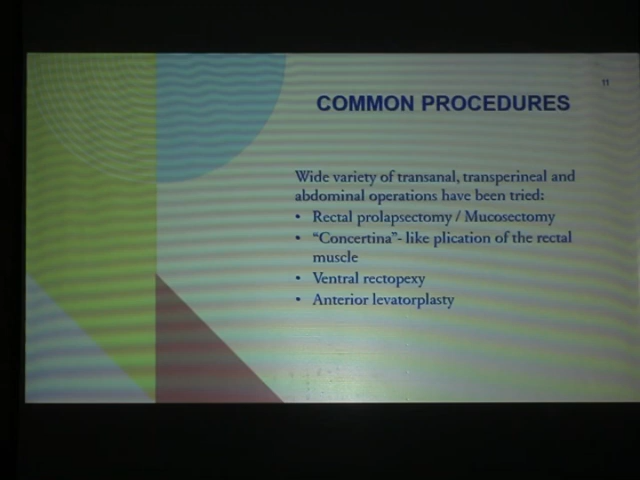 11
COMMON PROCEDURES
Wide variety of transanal, transperineal and
abdominal operations have been tried:
• Rectal prolapsectomy / Mucosectomy
• “Concertina”- like plication of the rectal
muscle
• Ventral rectopexy
• Anterior levatorplasty